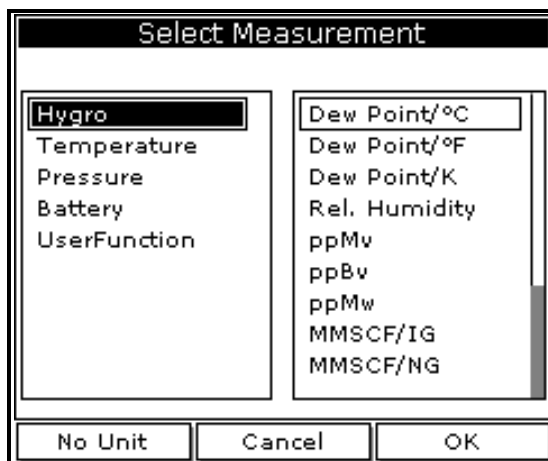 Select Measurement
Hygro
Temperature
Pressure
Battery
UserFunction
Dew Point/°C
Dew Point/°F
Dew Point/K
Rel. Humidity
ppMv
ppBv
ppMw
MMSCF/IG
MMSCF/NG
No Unit
Cancel
OK